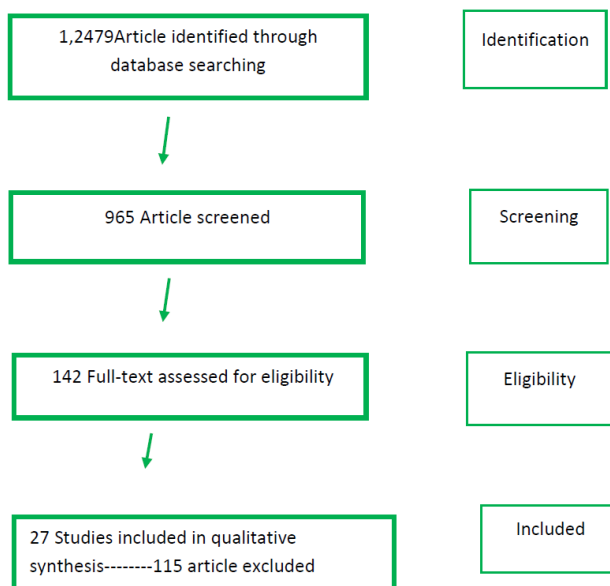 1,2479Article identified through
database searching
Identification
965 Article screened
Screening
142 Full-text assessed for eligibility
Eligibility
27 Studies included in qualitative
synthesis--------115 article excluded
Included